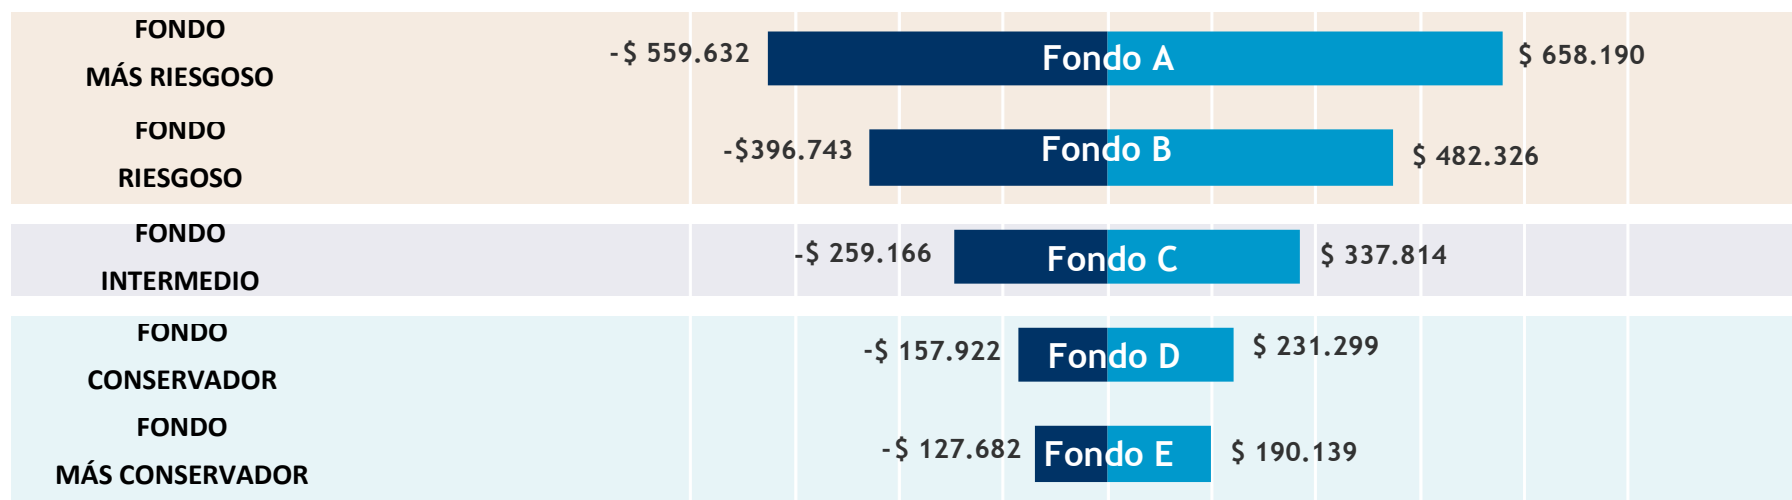 FONDO
MÁS RIESGOSO
-$ 559.632
Fondo A
$ 658.190
FONDO
RIESGOSO
-$396.743
Fondo B
$ 482.326
FONDO
INTERMEDIO
-$ 259.166
Fondo C
$ 337.814
FONDO
CONSERVADOR
-$ 157.922
Fondo D
$ 231.299
FONDO
MÁS CONSERVADOR
-$ 127.682
Fondo E
$ 190.139